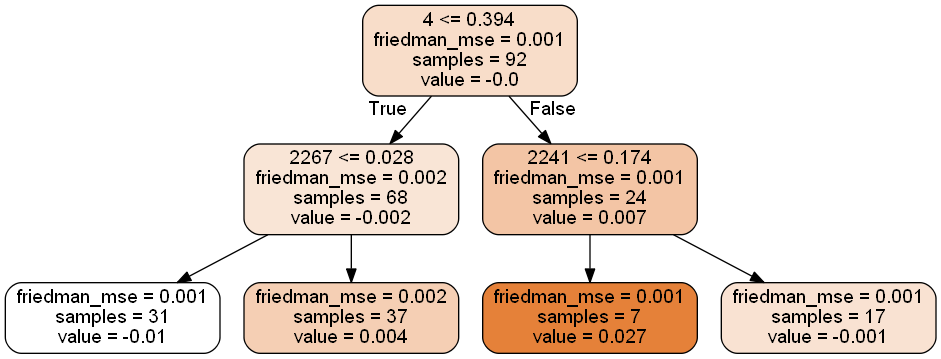 4 <= 0.394
friedman_mse = 0.001
samples = 92
value = -0.0
True
False
2267 <= 0.028
friedman_mse = 0.002
samples = 68
value = -0.002
2241 <= 0.174
friedman_mse = 0.001
samples = 24
value = 0.007
friedman_mse = 0.001
samples = 31
value = -0.01
friedman_mse = 0.002
samples = 37
value = 0.004
friedman_mse = 0.001
samples = 7
value = 0.027
friedman_mse = 0.001
samples = 17
value = -0.001